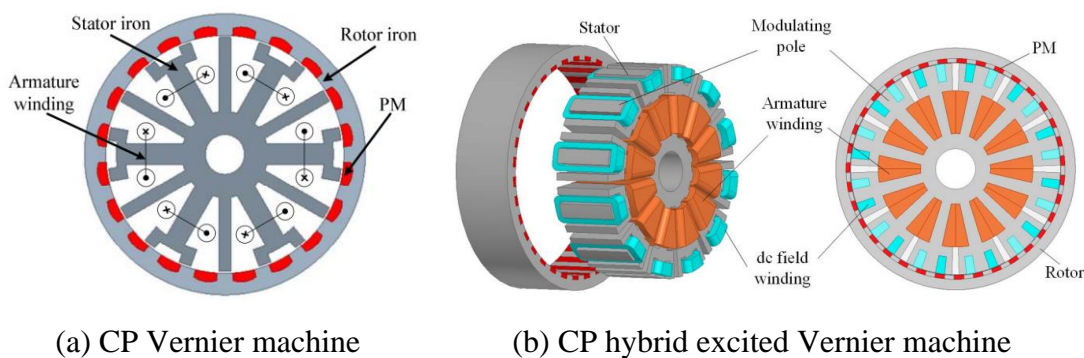 Stator iron
Rotor iron
Armature
winding
PM
Stator
Modulating
pole
PM
Armature
winding
dc field
winding
Rotor
(a) CP Vernier machine
(b) CP hybrid excited Vernier machine